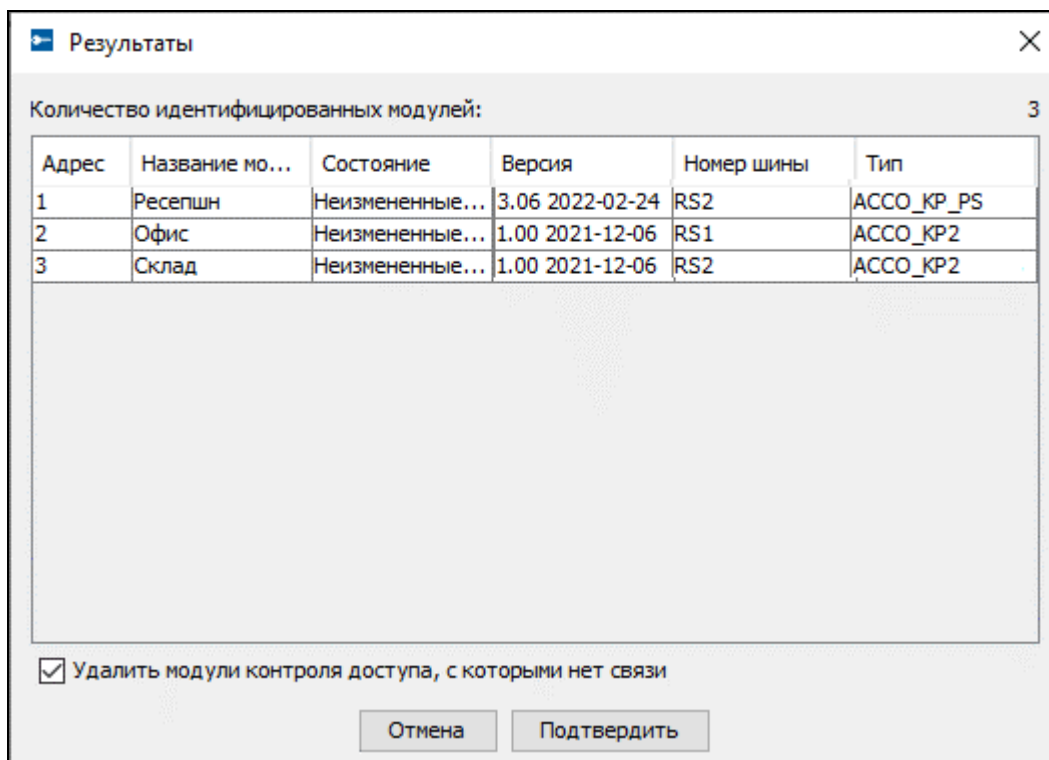 Результаты
Количество идентифицированных модулей: 3
Адрес Название мо... Состояние Версия Номер шины Тип
1 Ресепшн Неизмененные... 3.06 2022-02-24 RS2 ACCO_KP_PS
2 Офис Неизмененные... 1.00 2021-12-06 RS1 ACCO_KP2
3 Склад Неизмененные... 1.00 2021-12-06 RS2 ACCO_KP2
Удалить модули контроля доступа, с которыми нет связи
Отмена Подтвердить